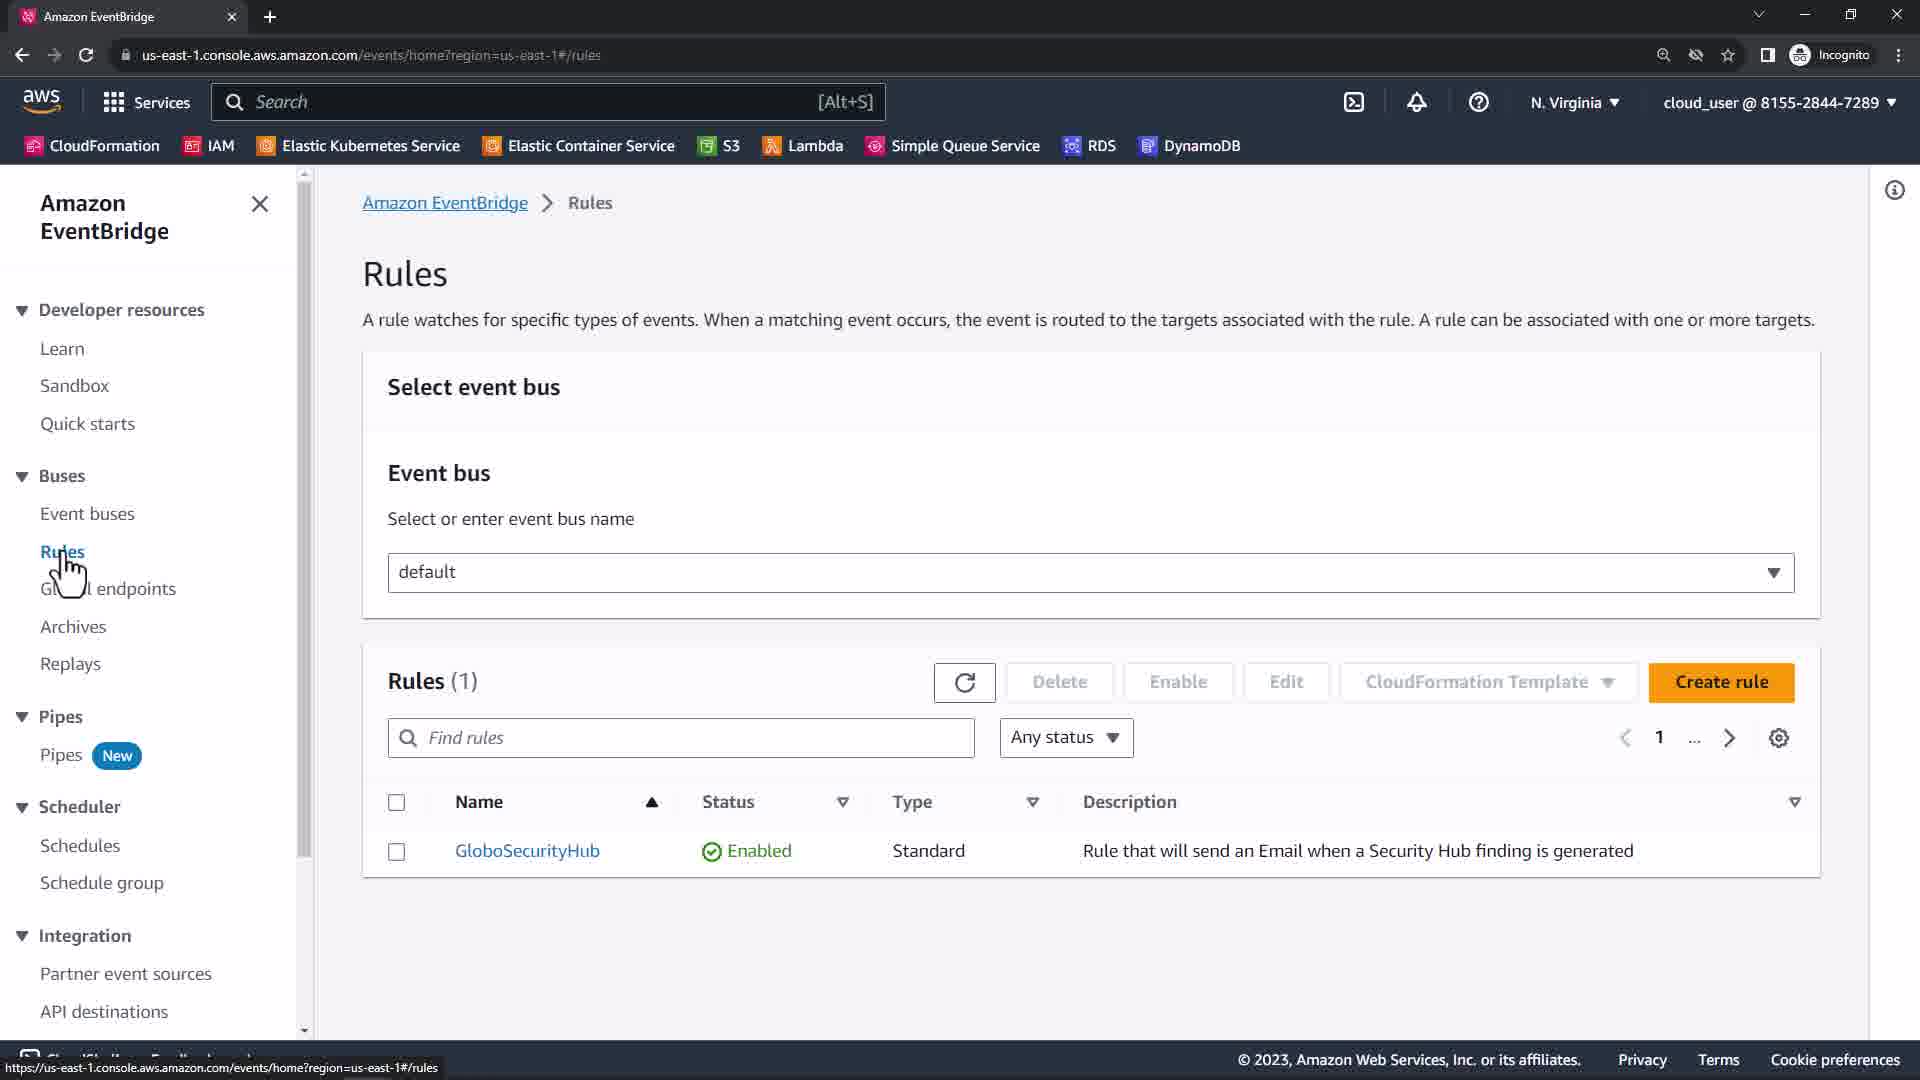 Amazon EventBridge
us-east-1.console.aws.amazon.com/events/home?region=us-east-1#/rules
Incognito
aws
Services
Search
[Alt+S]
N. Virginia
cloud_user @ 8155-2844-7289
CloudFormation
IAM
Elastic Kubernetes Service
Elastic Container Service
S3
Lambda
Simple Queue Service
RDS
DynamoDB
Amazon
EventBridge
Developer resources
Learn
Sandbox
Quick starts
Buses
Event buses
Rules
endpoints
Archives
Replays
Pipes
Pipes New
Scheduler
Schedules
Schedule group
Integration
Partner event sources
API destinations
Amazon EventBridge > Rules
Rules
A rule watches for specific types of events. When a matching event occurs, the event is routed to the targets associated with the rule. A rule can be associated with one or more targets.
Select event bus
Event bus
Select or enter event bus name
default
Rules (1)
Delete
Enable
Edit
CloudFormation Template
Create rule
Find rules
Any status
1 ...
Name Status Type Description
GloboSecurityHub Enabled Standard Rule that will send an Email when a Security Hub finding is generated
https://us-east-1.console.aws.amazon.com/events/home?region=us-east-1#/rules
© 2023, Amazon Web Services, Inc. or its affiliates.
Privacy
Terms
Cookie preferences